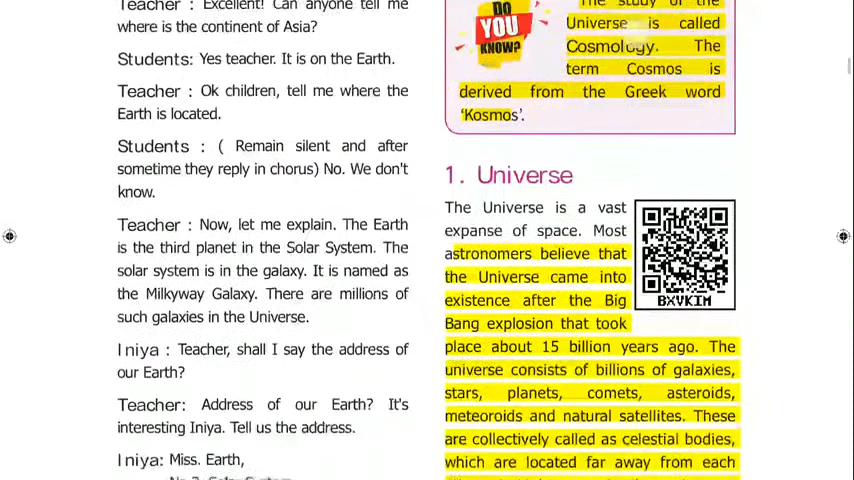 Teacher : Excellent! Can anyone tell me
where is the continent of Asia?
Students: Yes teacher. It is on the Earth.
Teacher : Ok children, tell me where the
Earth is located.
Students : ( Remain silent and after
sometime they reply in chorus) No. We don't
know.
Teacher : Now, let me explain. The Earth
is the third planet in the Solar System. The
solar system is in the galaxy. It is named as
the Milkyway Galaxy. There are millions of
such galaxies in the Universe.
Iniya : Teacher, shall I say the address of
our Earth?
Teacher: Address of our Earth? It's
interesting Iniya. Tell us the address.
Iniya: Miss. Earth,
DO
YOU
KNOW?
The study of the
Universe is called
Cosmology. The
term Cosmos is
derived from the Greek word
‘Kosmos’.
1. Universe
The Universe is a vast
expanse of space. Most
astronomers believe that
the Universe came into
existence after the Big
Bang explosion that took
place about 15 billion years ago. The
universe consists of billions of galaxies,
stars, planets, comets, asteroids,
meteoroids and natural satellites. These
are collectively called as celestial bodies,
which are located far away from each
BXVKIM